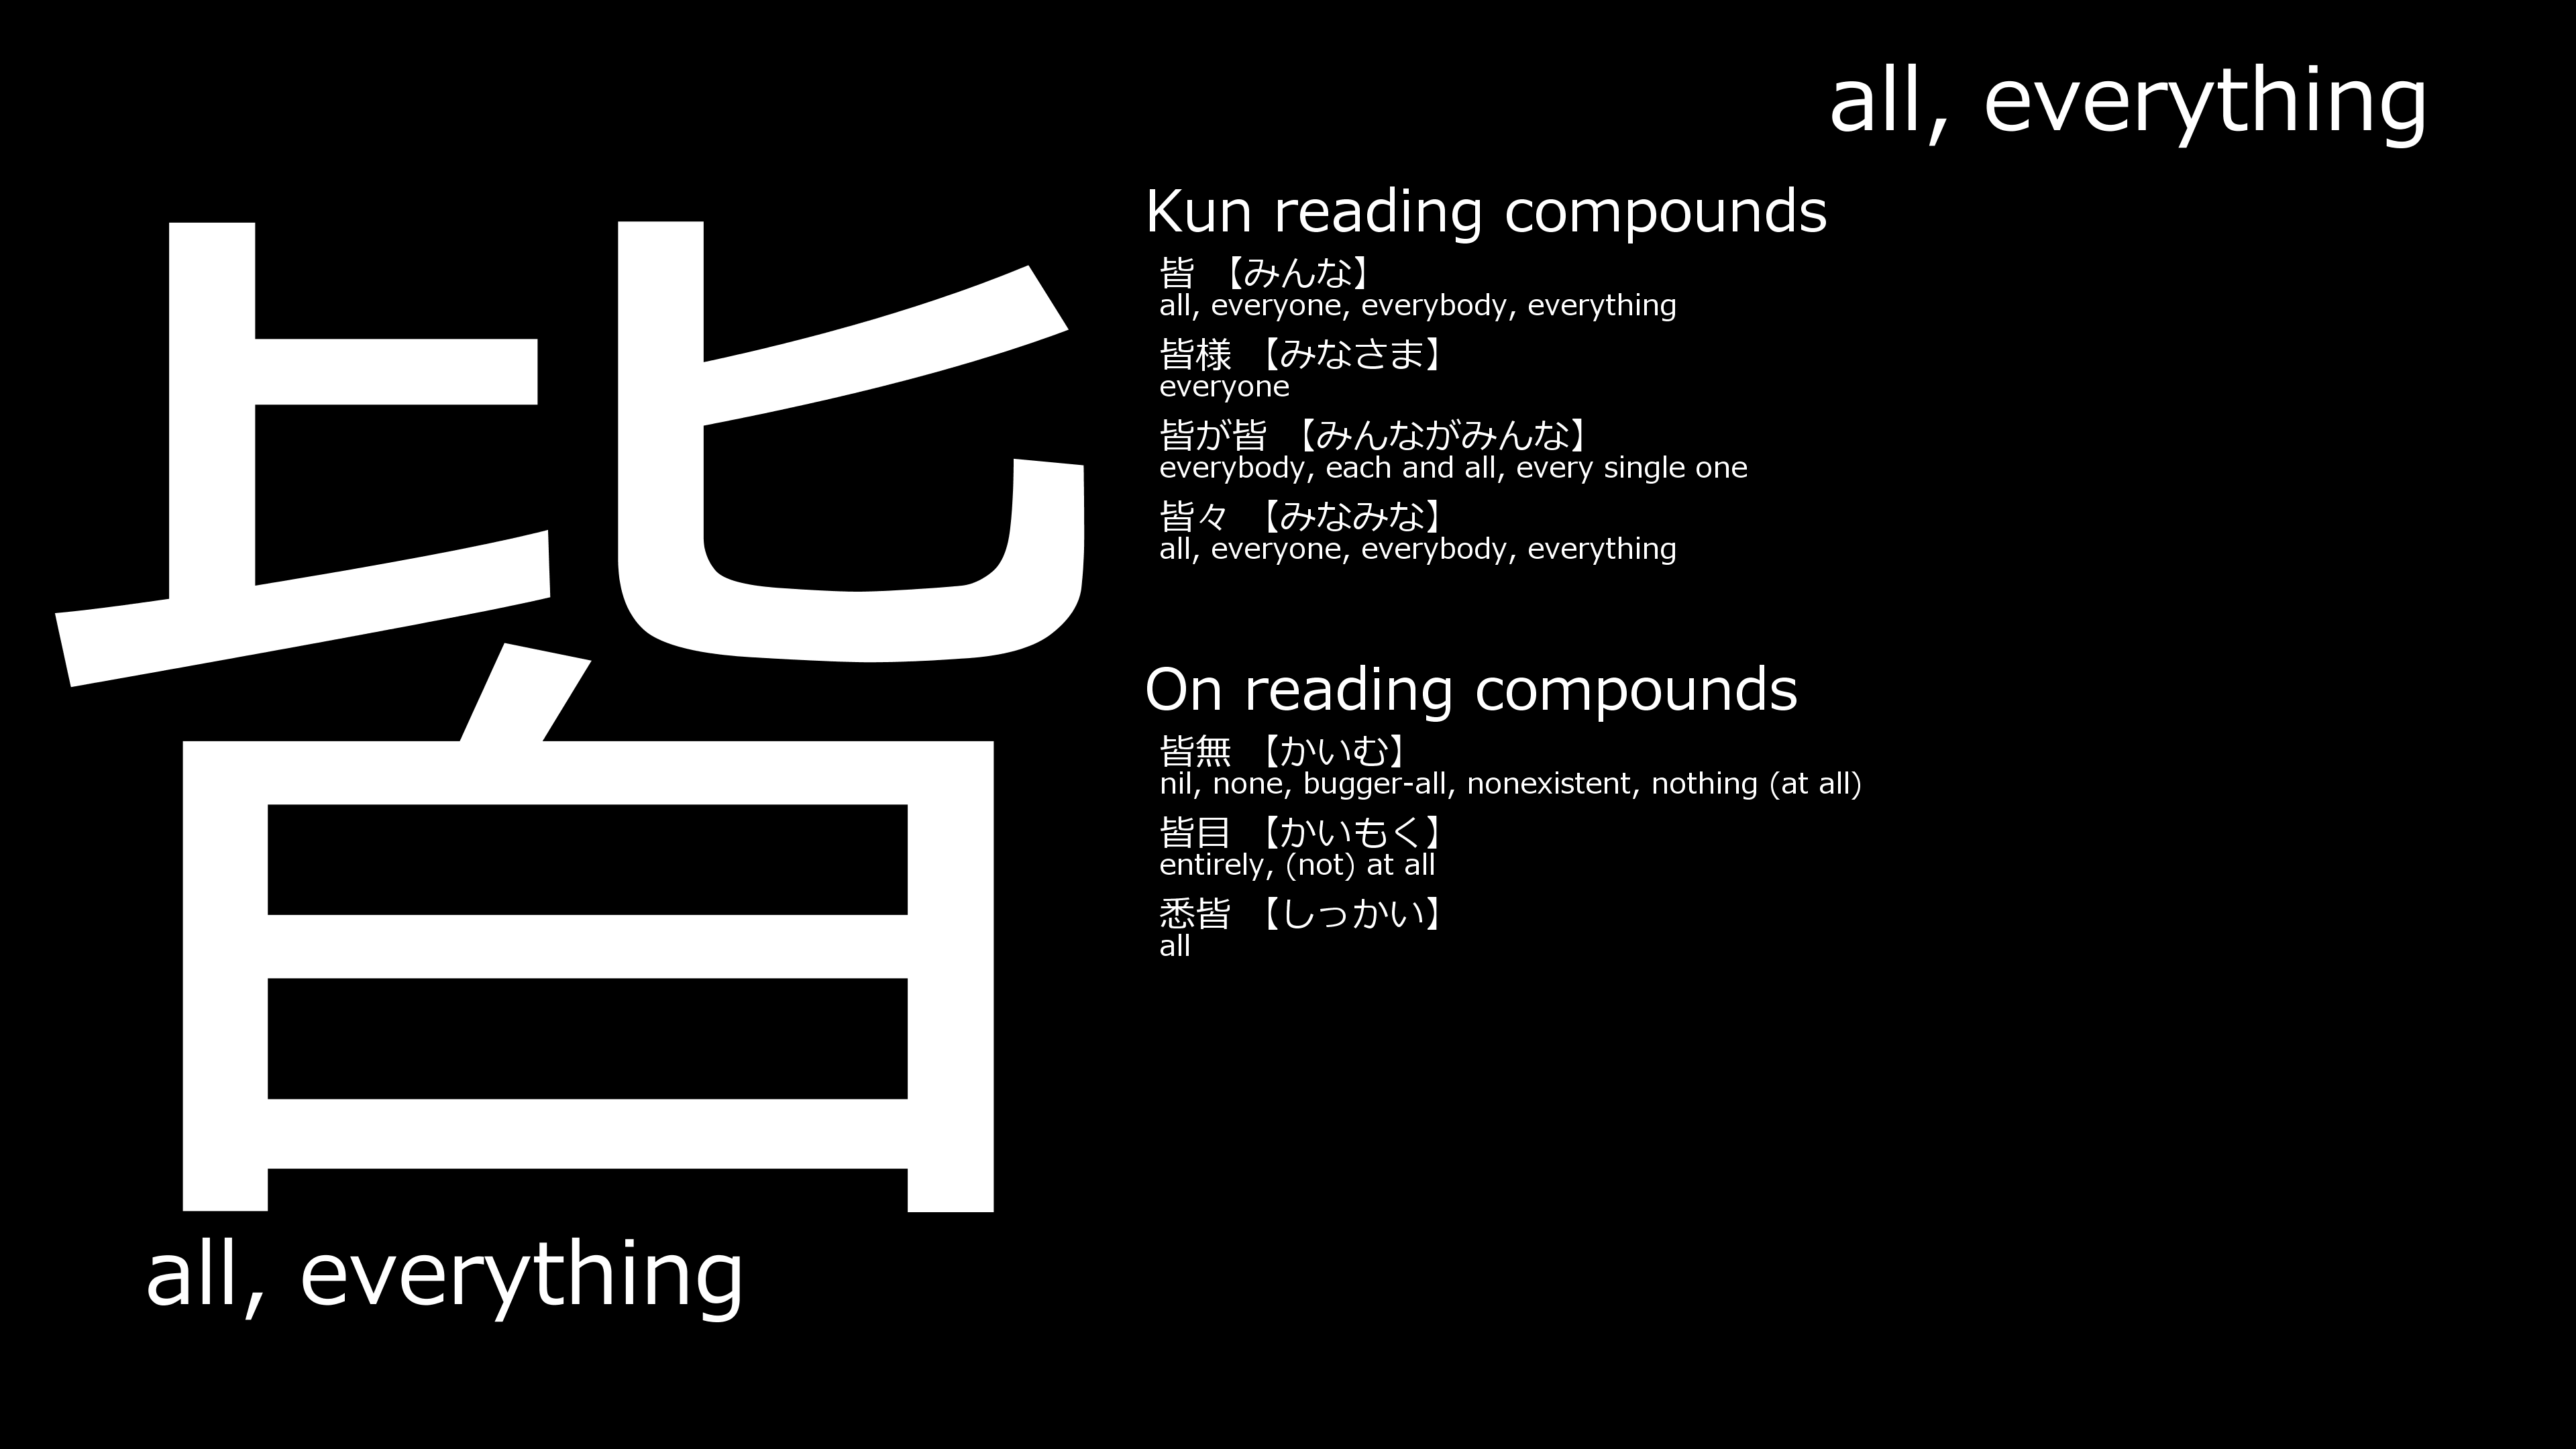 all, everything
皆
all, everything
Kun reading compounds
皆 【みんな】
all, everyone, everybody, everything
皆様 【みなさま】
everyone
皆が皆 【みんながみんな】
everybody, each and all, every single one
皆々 【みなみな】
all, everyone, everybody, everything
On reading compounds
皆無 【かいむ】
nil, none, bugger-all, nonexistent, nothing (at all)
皆目 【かいもく】
entirely, (not) at all
悉皆 【しっかい】
all